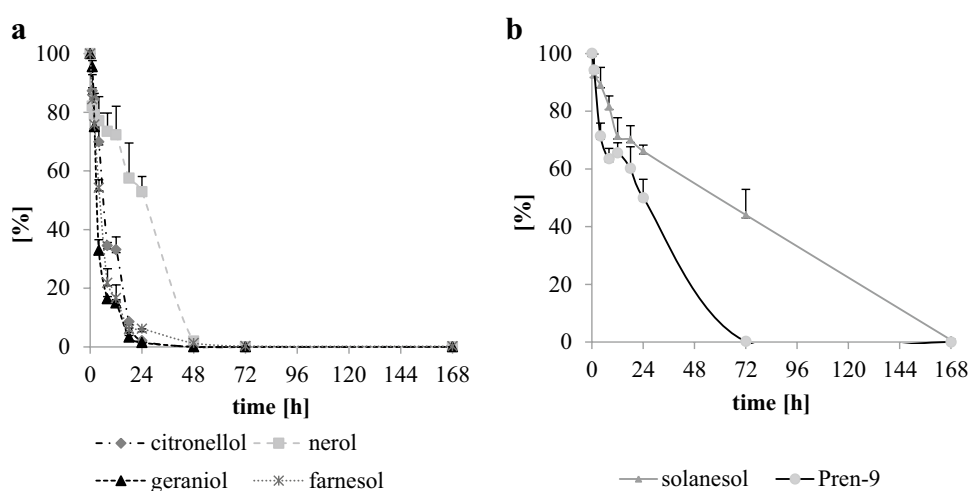 a
100
80
60
40
20
0
[%]
0 24 48 72 96 120 144 168
time [h]
citronellol nerol
geraniol farnesol
b
100
80
60
40
20
0
[%]
0 24 48 72 96 120 144 168
time [h]
solanesol Pren-9